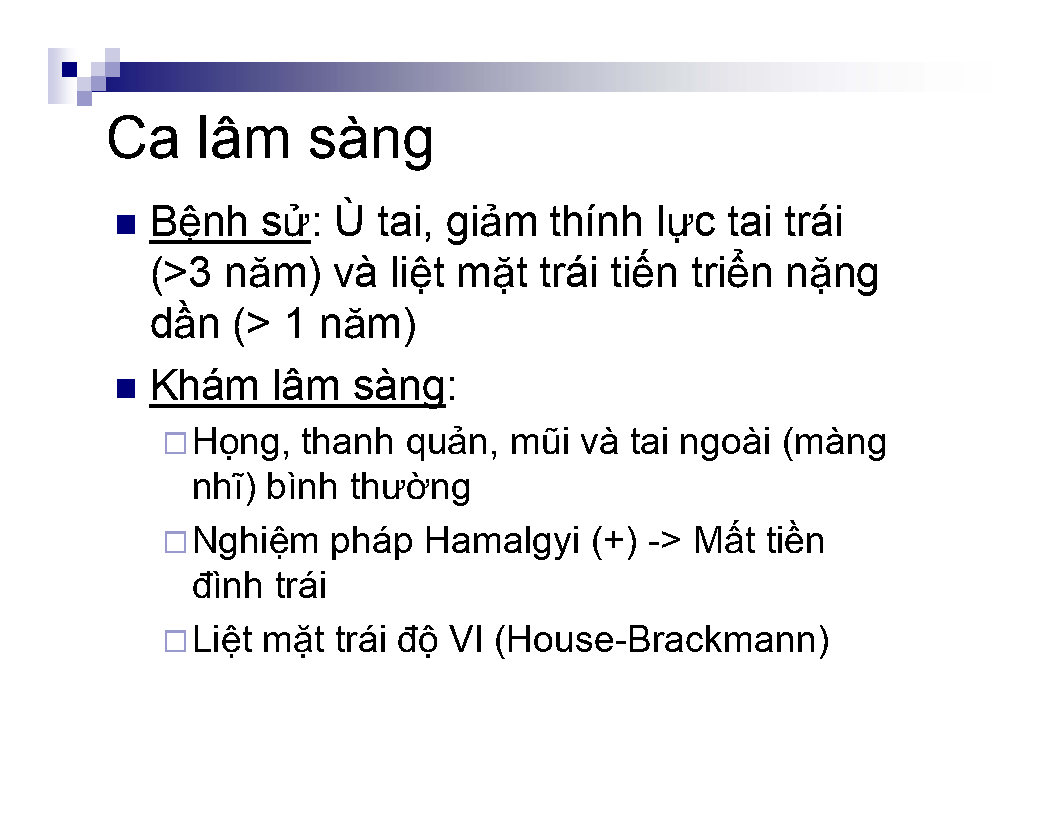 Ca lâm sàng
Bệnh sử: Ù tai, giảm thính lực tai trái
(>3 năm) và liệt mặt trái tiến triển nặng
dần (> 1 năm)
Khám lâm sàng:
Họng, thanh quản, mũi và tai ngoài (màng
nhĩ) bình thường
Nghiệm pháp Hamalgyi (+) -> Mất tiền
đình trái
Liệt mặt trái độ VI (House-Brackmann)